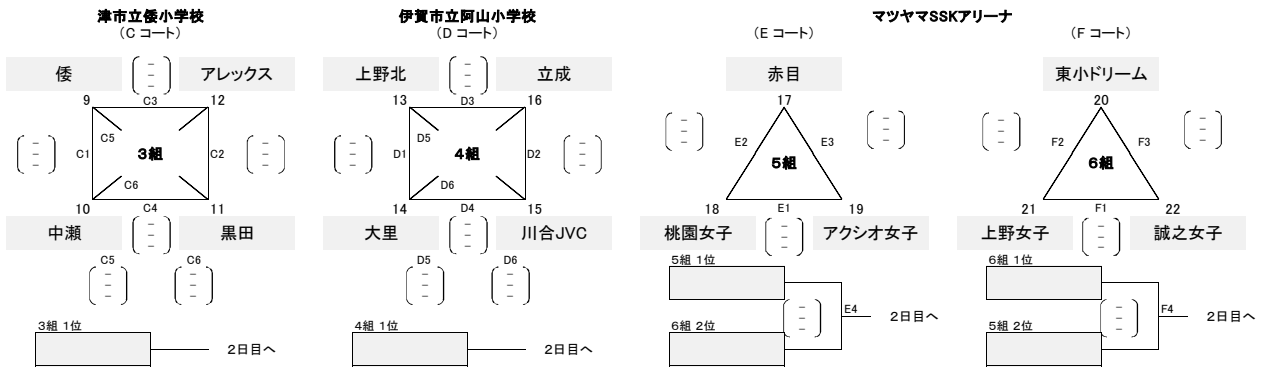 津市立倭小学校
(C コート)
倭
アレックス
9
C3
12
C1
C5
3組
C2
C6
10
C4
11
中瀬
黒田
C5
C6
3組 1位
2日目へ
伊賀市立阿山小学校
(D コート)
上野北
立成
13
D3
16
D1
D5
4組
D2
D6
14
D4
15
大里
川合JVC
D5
D6
4組 1位
2日目へ
マツヤマSSKアリーナ
(E コート)
赤目
17
E2
E3
5組
18
E1
19
桃園女子
アクシオ女子
5組 1位
E4
2日目へ
6組 2位
(F コート)
東小ドリーム
20
F2
F3
6組
21
F1
22
上野女子
誠之女子
6組 1位
F4
2日目へ
5組 2位